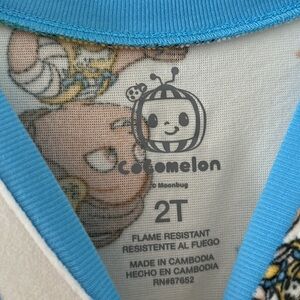 cocomelon
© Moonbug
2T
FLAME RESISTANT
RESISTENTE AL FUEGO
MADE IN CAMBODIA
HECHO EN CAMBODIA
RN#87652